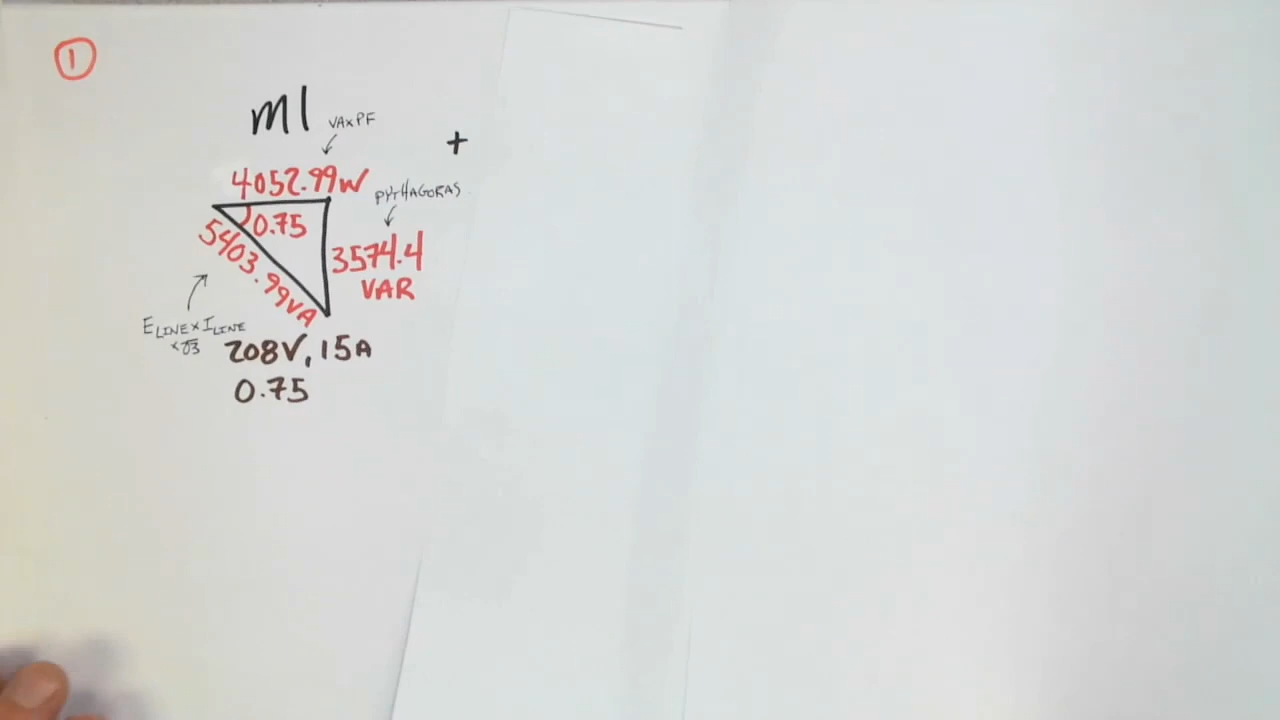 1
M1
VAxPF
+
4052.99W
PYTHAGORAS
0.75
5403.99VA
3574.4
VAR
ELINE x ILINE
x √3
208V, 15A
0.75